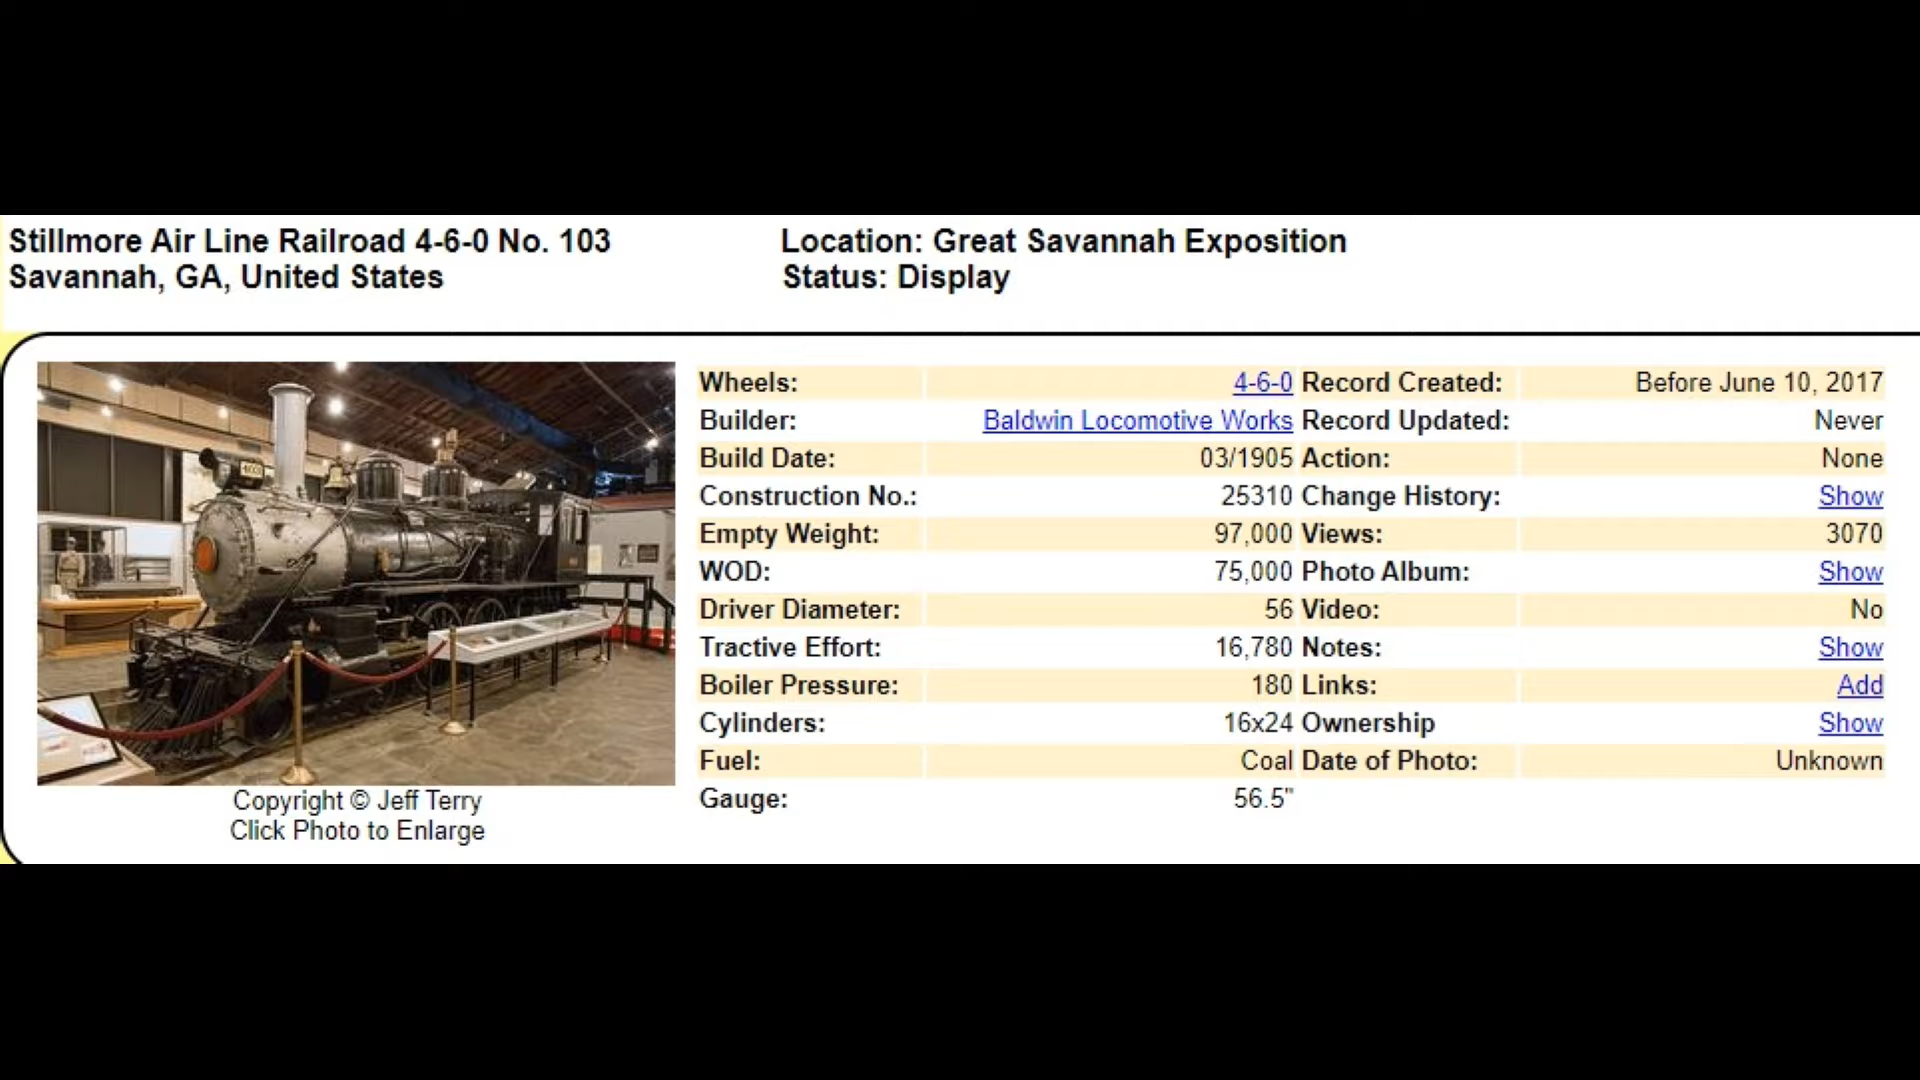 Stillmore Air Line Railroad 4-6-0 No. 103
Savannah, GA, United States
Location: Great Savannah Exposition
Status: Display
Copyright © Jeff Terry
Click Photo to Enlarge
Wheels: 4-6-0 Record Created: Before June 10, 2017
Builder: Baldwin Locomotive Works Record Updated: Never
Build Date: 03/1905 Action: None
Construction No.: 25310 Change History: Show
Empty Weight: 97,000 Views: 3070
WOD: 75,000 Photo Album: Show
Driver Diameter: 56 Video: No
Tractive Effort: 16,780 Notes: Show
Boiler Pressure: 180 Links: Add
Cylinders: 16x24 Ownership Show
Fuel: Coal Date of Photo: Unknown
Gauge: 56.5"